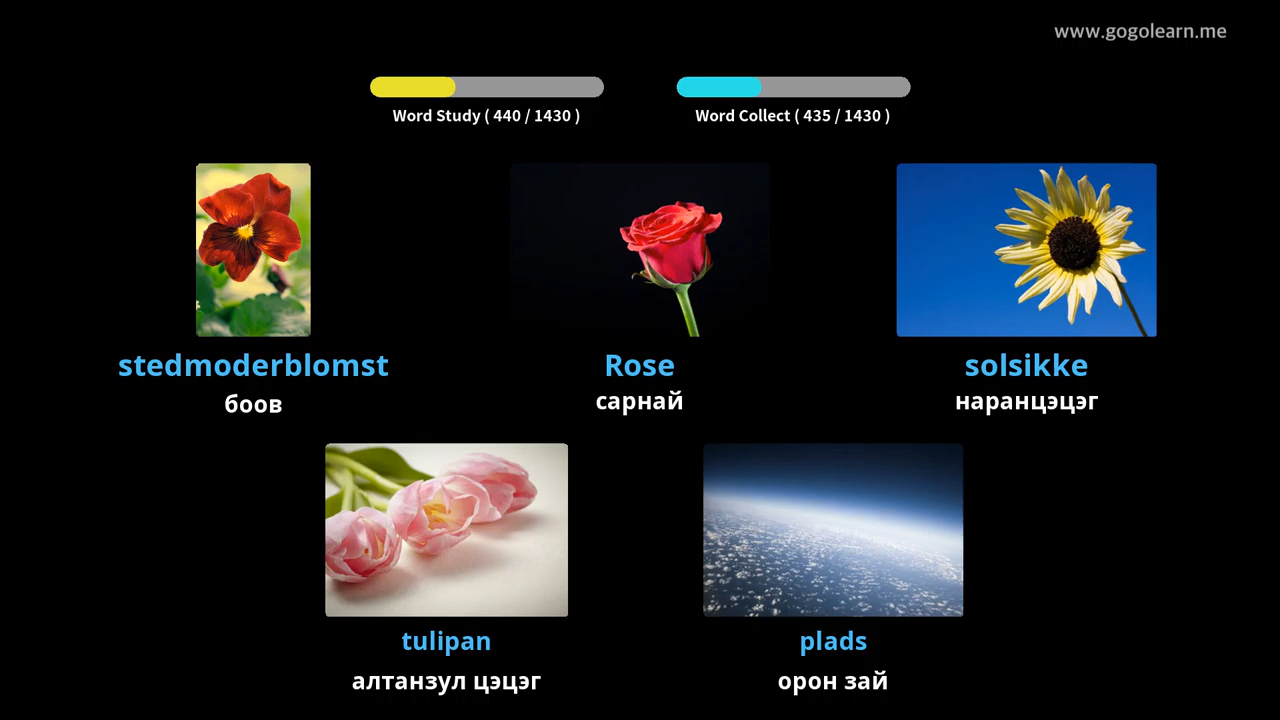 www.gogolearn.me
Word Study ( 440 / 1430 )
Word Collect ( 435 / 1430 )
stedmoderblomst
Rose
solsikke
боов
сарнай
наранцэцэг
tulipan
plads
алтанзул цэцэг
орон зай